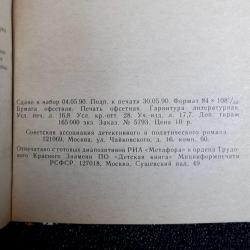 Сдано в набор 04.05.90. Подп. к печати 30.05.90. Формат 84 × 108¹/₃₂.
Бумага офсетная. Печать офсетная. Гарнитура литературная.
Усл. печ. л. 16,8 Усл. кр.-отт. 28. Уч.-изд. л. 17,7. Доп. тираж
165 000 экз. Заказ. № 5793. Цена 10 р.
Советская ассоциация детективного и политического романа.
121069, Москва, ул. Чайковского, д. 16, комн. 60.
Отпечатано с готовых диапозитивов РИА «Метафора» в ордена Трудо-
вого Красного Знамени ПО «Детская книга» Мининформпечати
РСФСР. 127018, Москва, Сущевский вал, 49